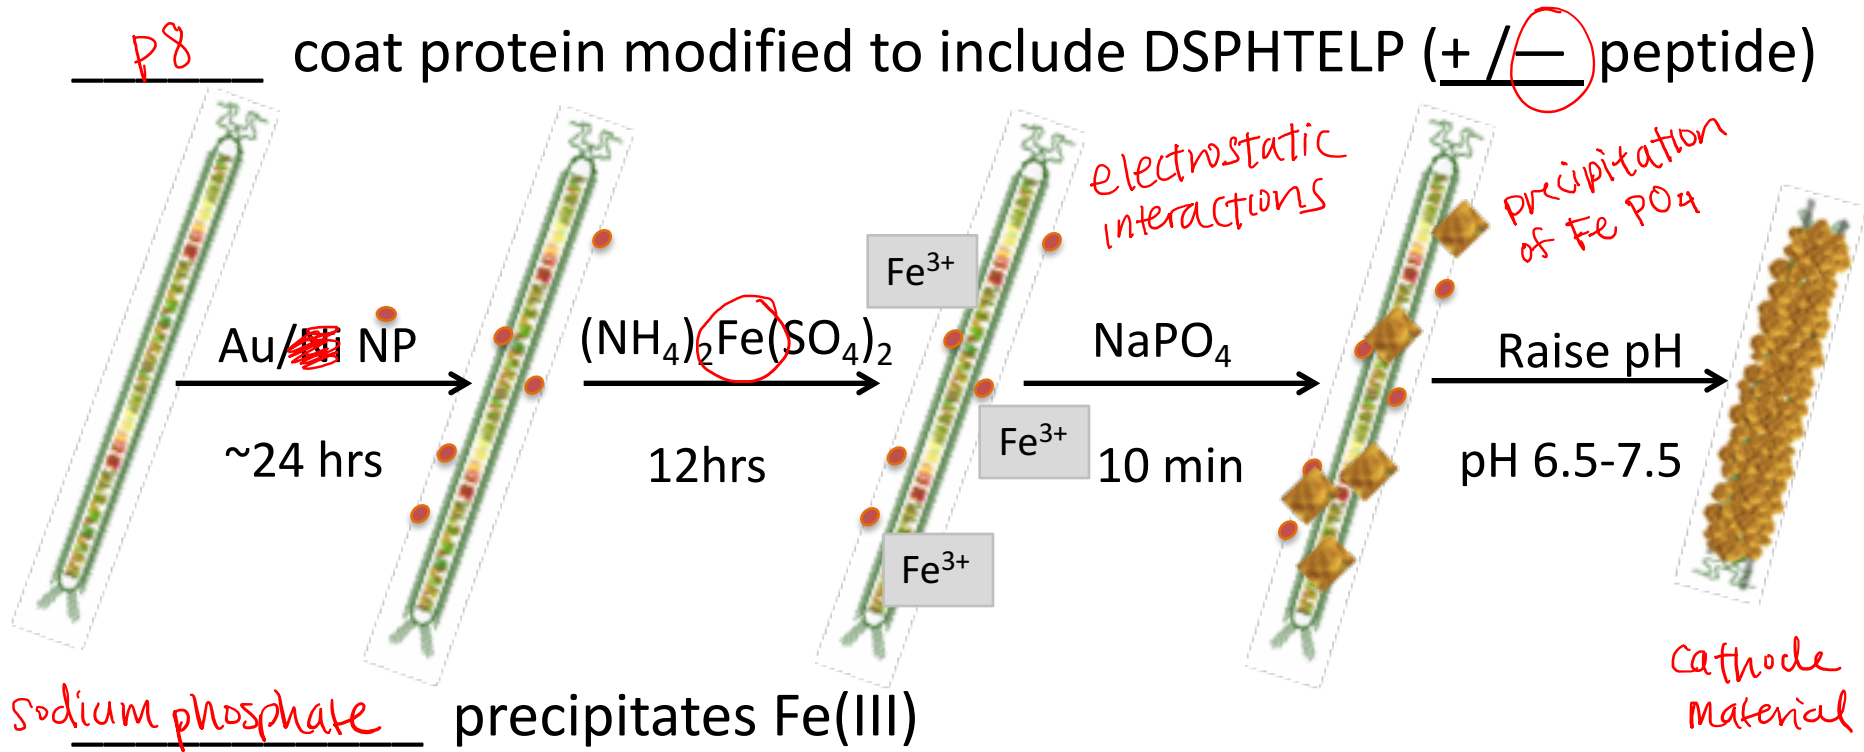 p8 coat protein modified to include DSPHTELP (+ /— peptide)
electrostatic
interactions
precipitation
of Fe PO4
Fe³⁺
Au/ NP
(NH₄)₂Fe(SO₄)₂
NaPO₄
Raise pH
~24 hrs
12hrs
Fe³⁺
10 min
pH 6.5-7.5
Fe³⁺
cathode
material
sodium phosphate precipitates Fe(III)